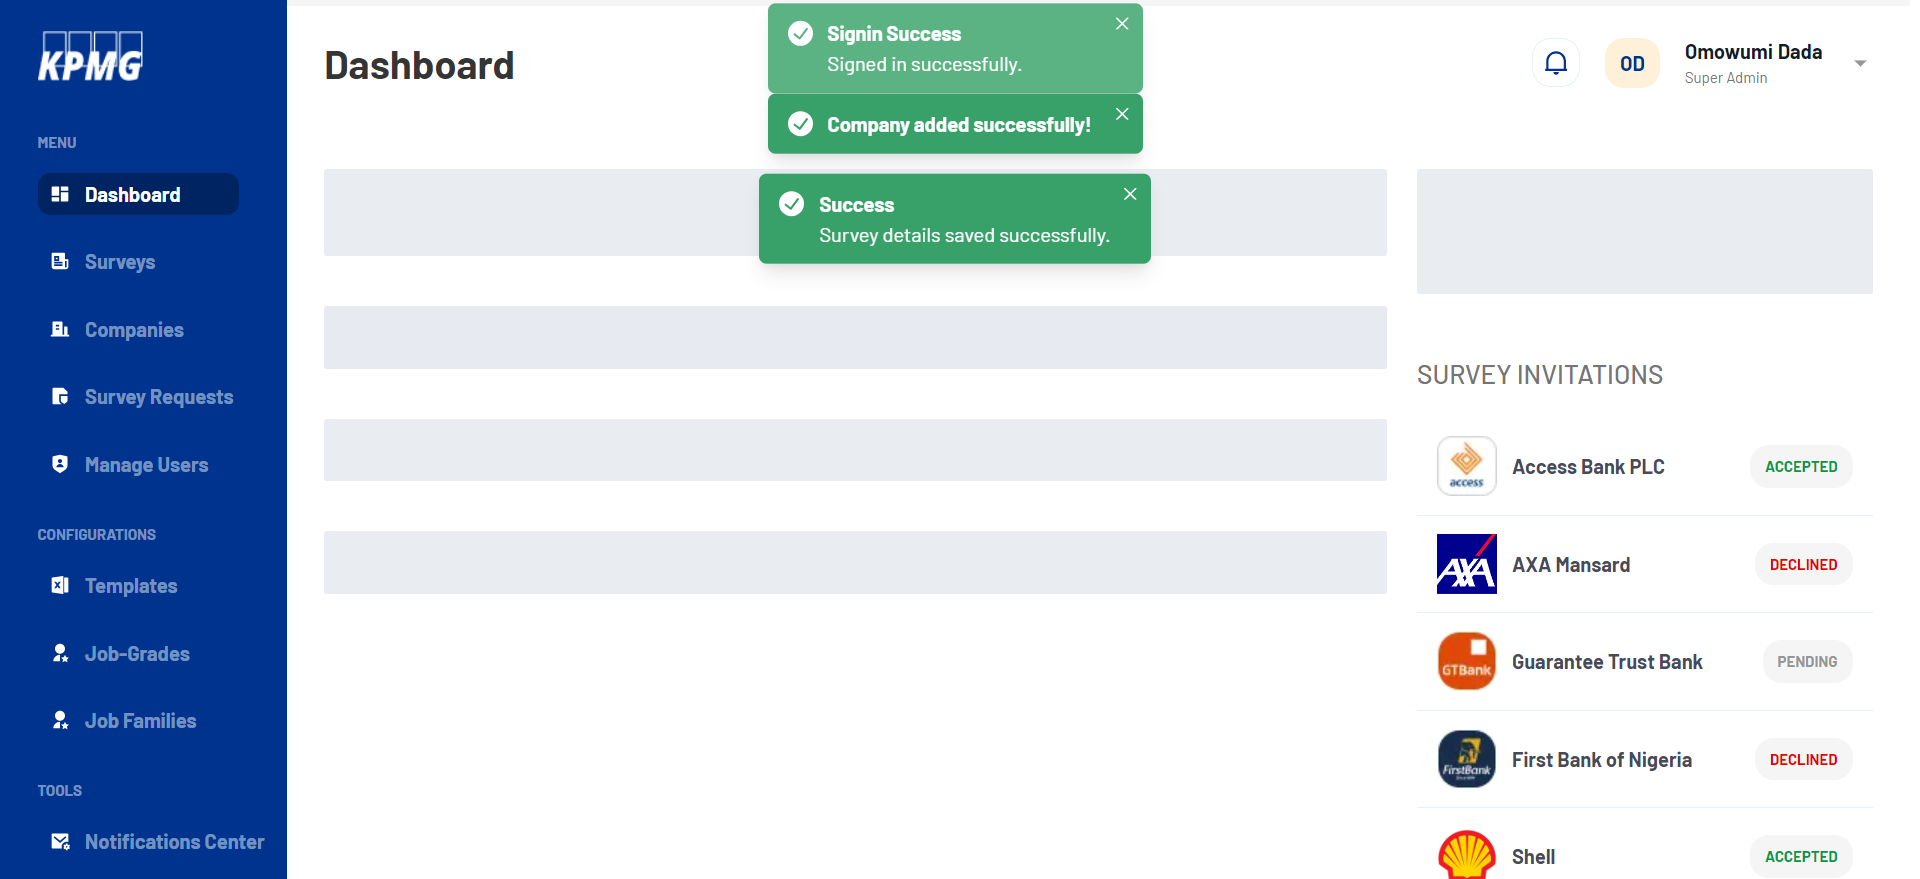 KPMG
MENU
Dashboard
Surveys
Companies
Survey Requests
Manage Users
CONFIGURATIONS
Templates
Job-Grades
Job Families
TOOLS
Notifications Center
Dashboard
Signin Success
Signed in successfully.
Company added successfully!
Success
Survey details saved successfully.
OD
Omowumi Dada
Super Admin
SURVEY INVITATIONS
access
Access Bank PLC
ACCEPTED
AXA
AXA Mansard
DECLINED
GTBank
Guarantee Trust Bank
PENDING
FirstBank
First Bank of Nigeria
DECLINED
Shell
ACCEPTED